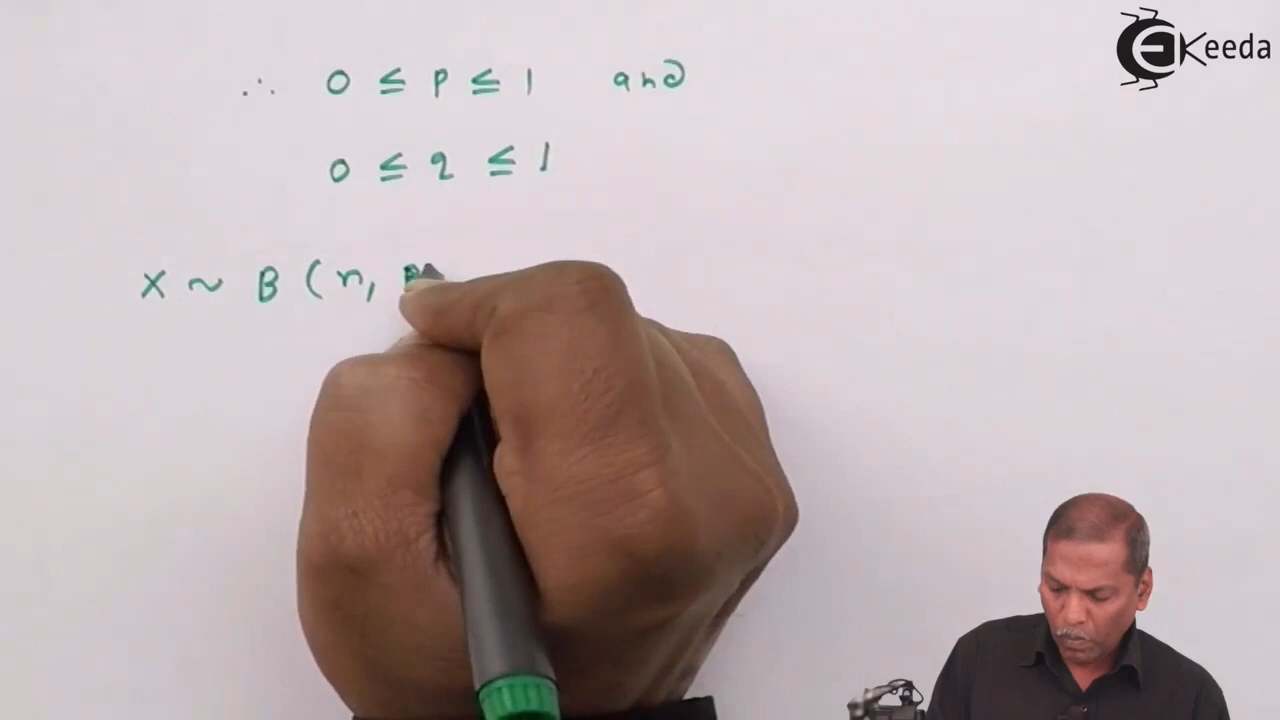 ∴ 0 ≤ p ≤ 1 and
0 ≤ q ≤ 1
X ~ B (n,
Keeda